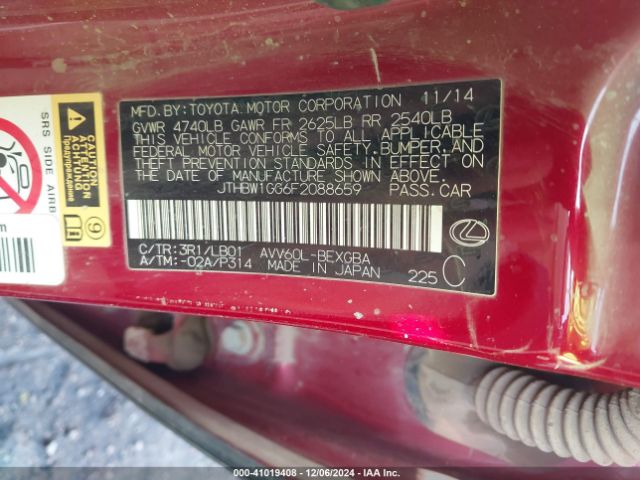 MFD. BY: TOYOTA MOTOR CORPORATION 11/14
GVWR 4740LB GAWR FR 2625LB RR 2540LB
THIS VEHICLE CONFORMS TO ALL APPLICABLE
FEDERAL MOTOR VEHICLE SAFETY, BUMPER, AND
THEFT PREVENTION STANDARDS IN EFFECT ON
THE DATE OF MANUFACTURE SHOWN ABOVE.
JTHBW1GG6F2088659 PASS. CAR
C/TR: 3R1/LB01 AVV60L-BEXGBA
A/TM: -02A/P314 MADE IN JAPAN
225 C
SRS SIDE AIRB
9
000-41019408 - 12/06/2024 - IAA Inc.